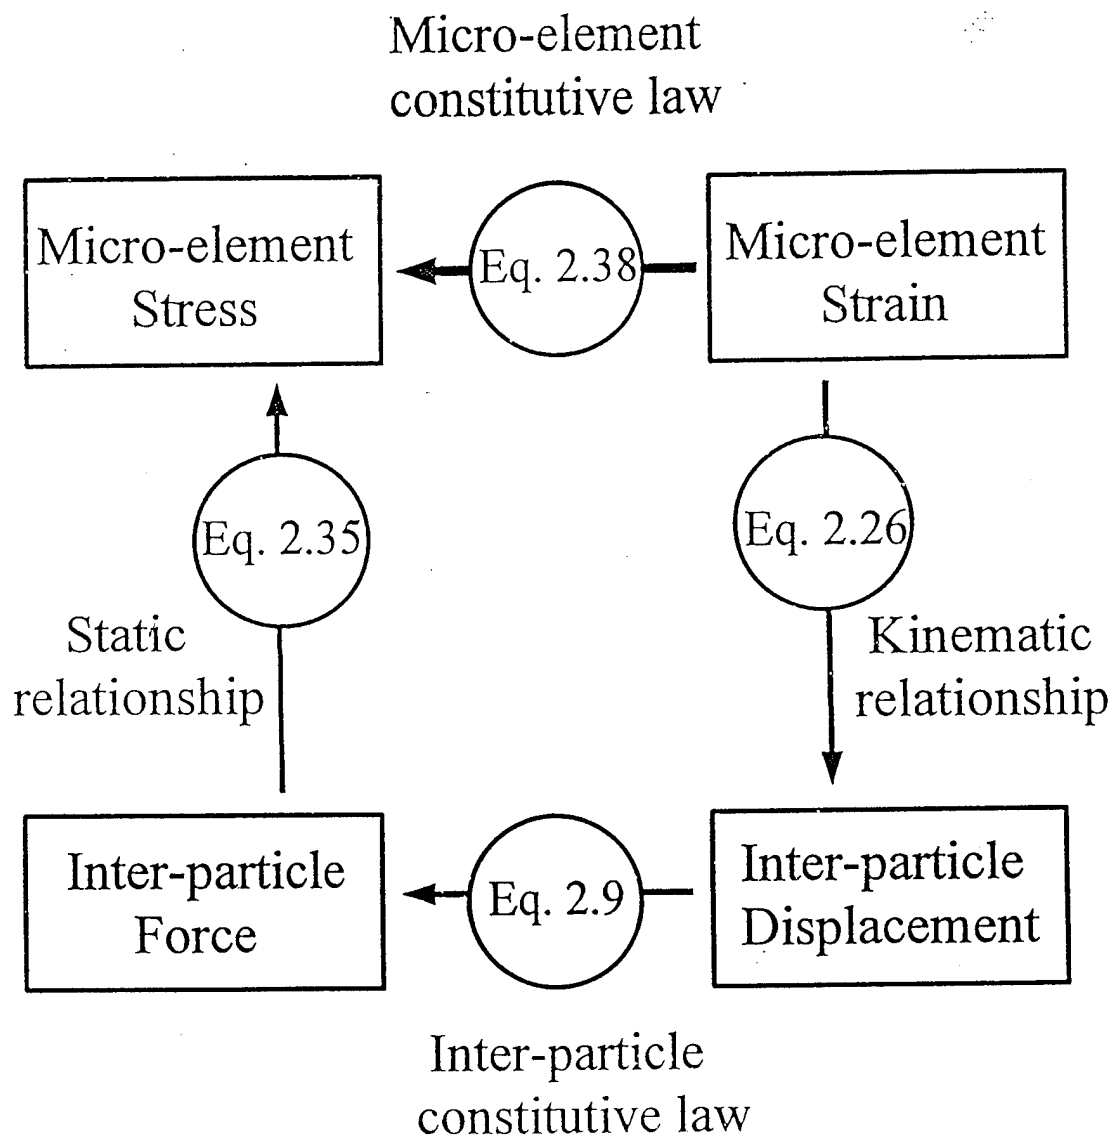 Micro-element
constitutive law
Micro-element
Stress
Eq. 2.38
Micro-element
Strain
Eq. 2.35
Eq. 2.26
Static
relationship
Kinematic
relationship
Inter-particle
Force
Eq. 2.9
Inter-particle
Displacement
Inter-particle
constitutive law